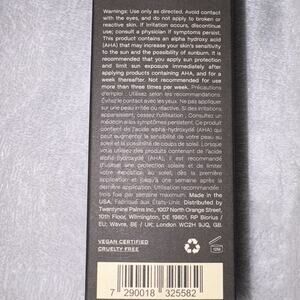 Warnings: Use only as directed. Avoid contact
with the eyes, and do not apply to broken or
reactive skin. If irritation occurs, discontinue
use; consult a physician if symptoms persist.
This product contains an alpha hydroxy acid
(AHA) that may increase your skin's sensitivity
to the sun and the possibility of sunburn. It is
recommended that you apply sun protection
and limit sun exposure immediately after
applying products containing AHA, and for a
week thereafter. Not recommended for use
more than three times per week. Précautions
d'emploi : Utilisez selon les recommandations.
Évitez le contact avec les yeux. Ne pas appliquer
sur une peau irritée ou réactive. Si des irritations
apparaissent, cessez l'utilisation ; Consultez un
médecin si les symptômes persistent. Ce produit
contient de l'acide alpha-hydroxylé (AHA) qui
peut augmenter la sensibilité de votre peau au
soleil et la possibilité de coups de soleil. Lorsque
vous utilisez des produits contenant de l'acide
alpha-hydroxylé (AHA), il est recommandé
d'utiliser une crème solaire et de limiter votre
exposition au soleil, dès la première
application et jusqu'à une semaine après
la dernière application. Utilisation recommandée :
trois fois par semaine maximum. Made in
the USA. Fabriqué aux États-Unis. Distributed by
Twentynine Palms Inc., 1007 North Orange Street,
10th Floor, Wilmington, DE 19801. RP Biorius /
EU; Wavre, BE / UK: London WC2H 9JQ, GB.
VEGAN CERTIFIED
CRUELTY FREE
12M
7 290018 325582